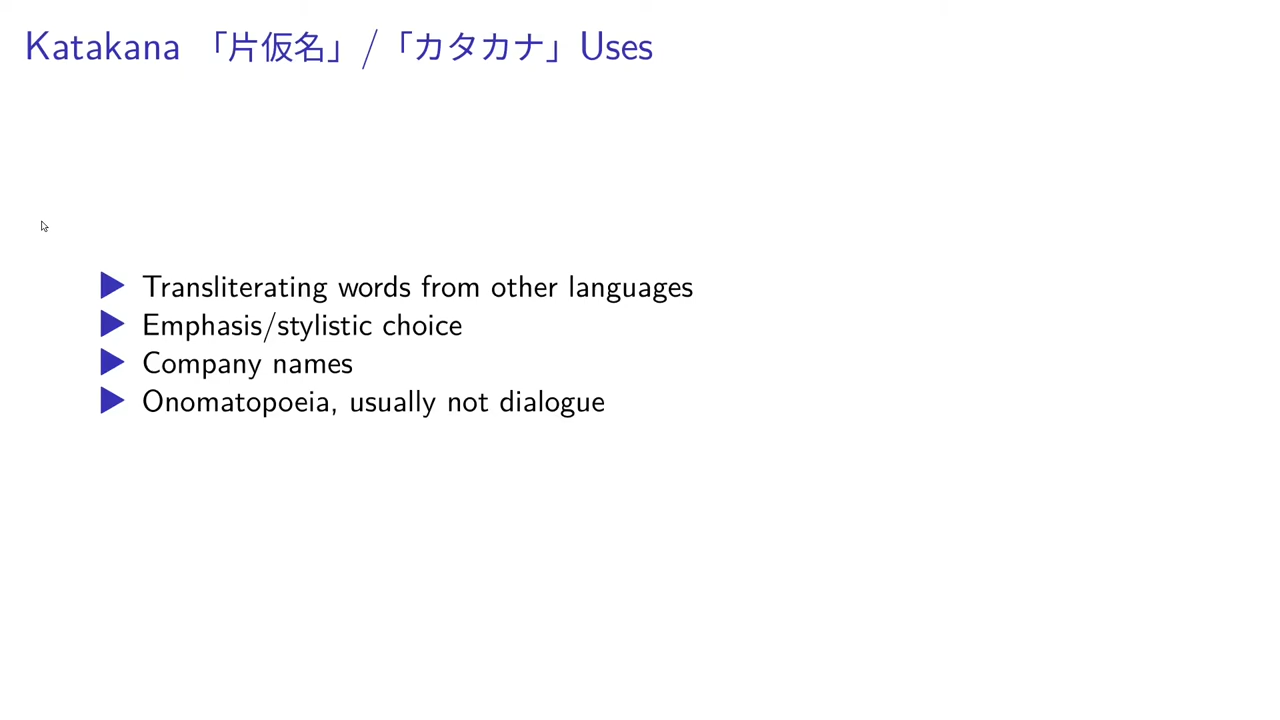 Katakana 「片仮名」/「カタカナ」Uses
Transliterating words from other languages
Emphasis/stylistic choice
Company names
Onomatopoeia, usually not dialogue